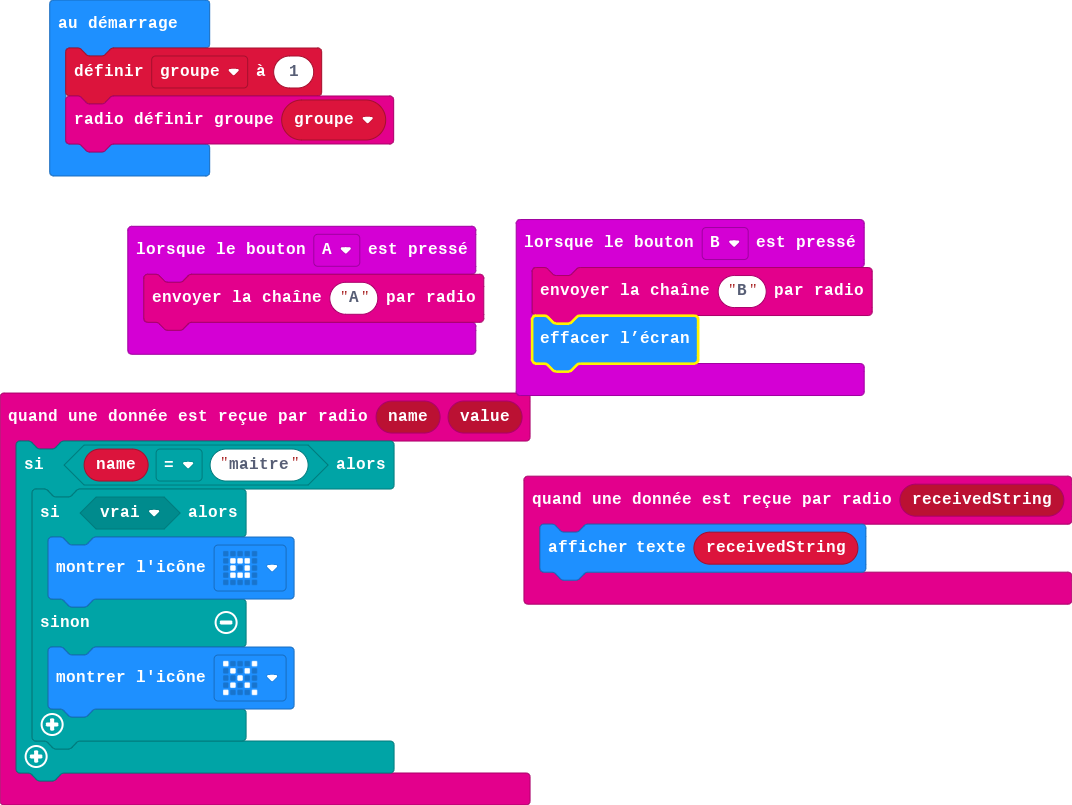 au démarrage
définir groupe à 1
radio définir groupe groupe
lorsque le bouton A est pressé
envoyer la chaîne "A" par radio
lorsque le bouton B est pressé
envoyer la chaîne "B" par radio
effacer l’écran
quand une donnée est reçue par radio name value
si name = "maitre" alors
si vrai alors
montrer l'icône
sinon
montrer l'icône
quand une donnée est reçue par radio receivedString
afficher texte receivedString